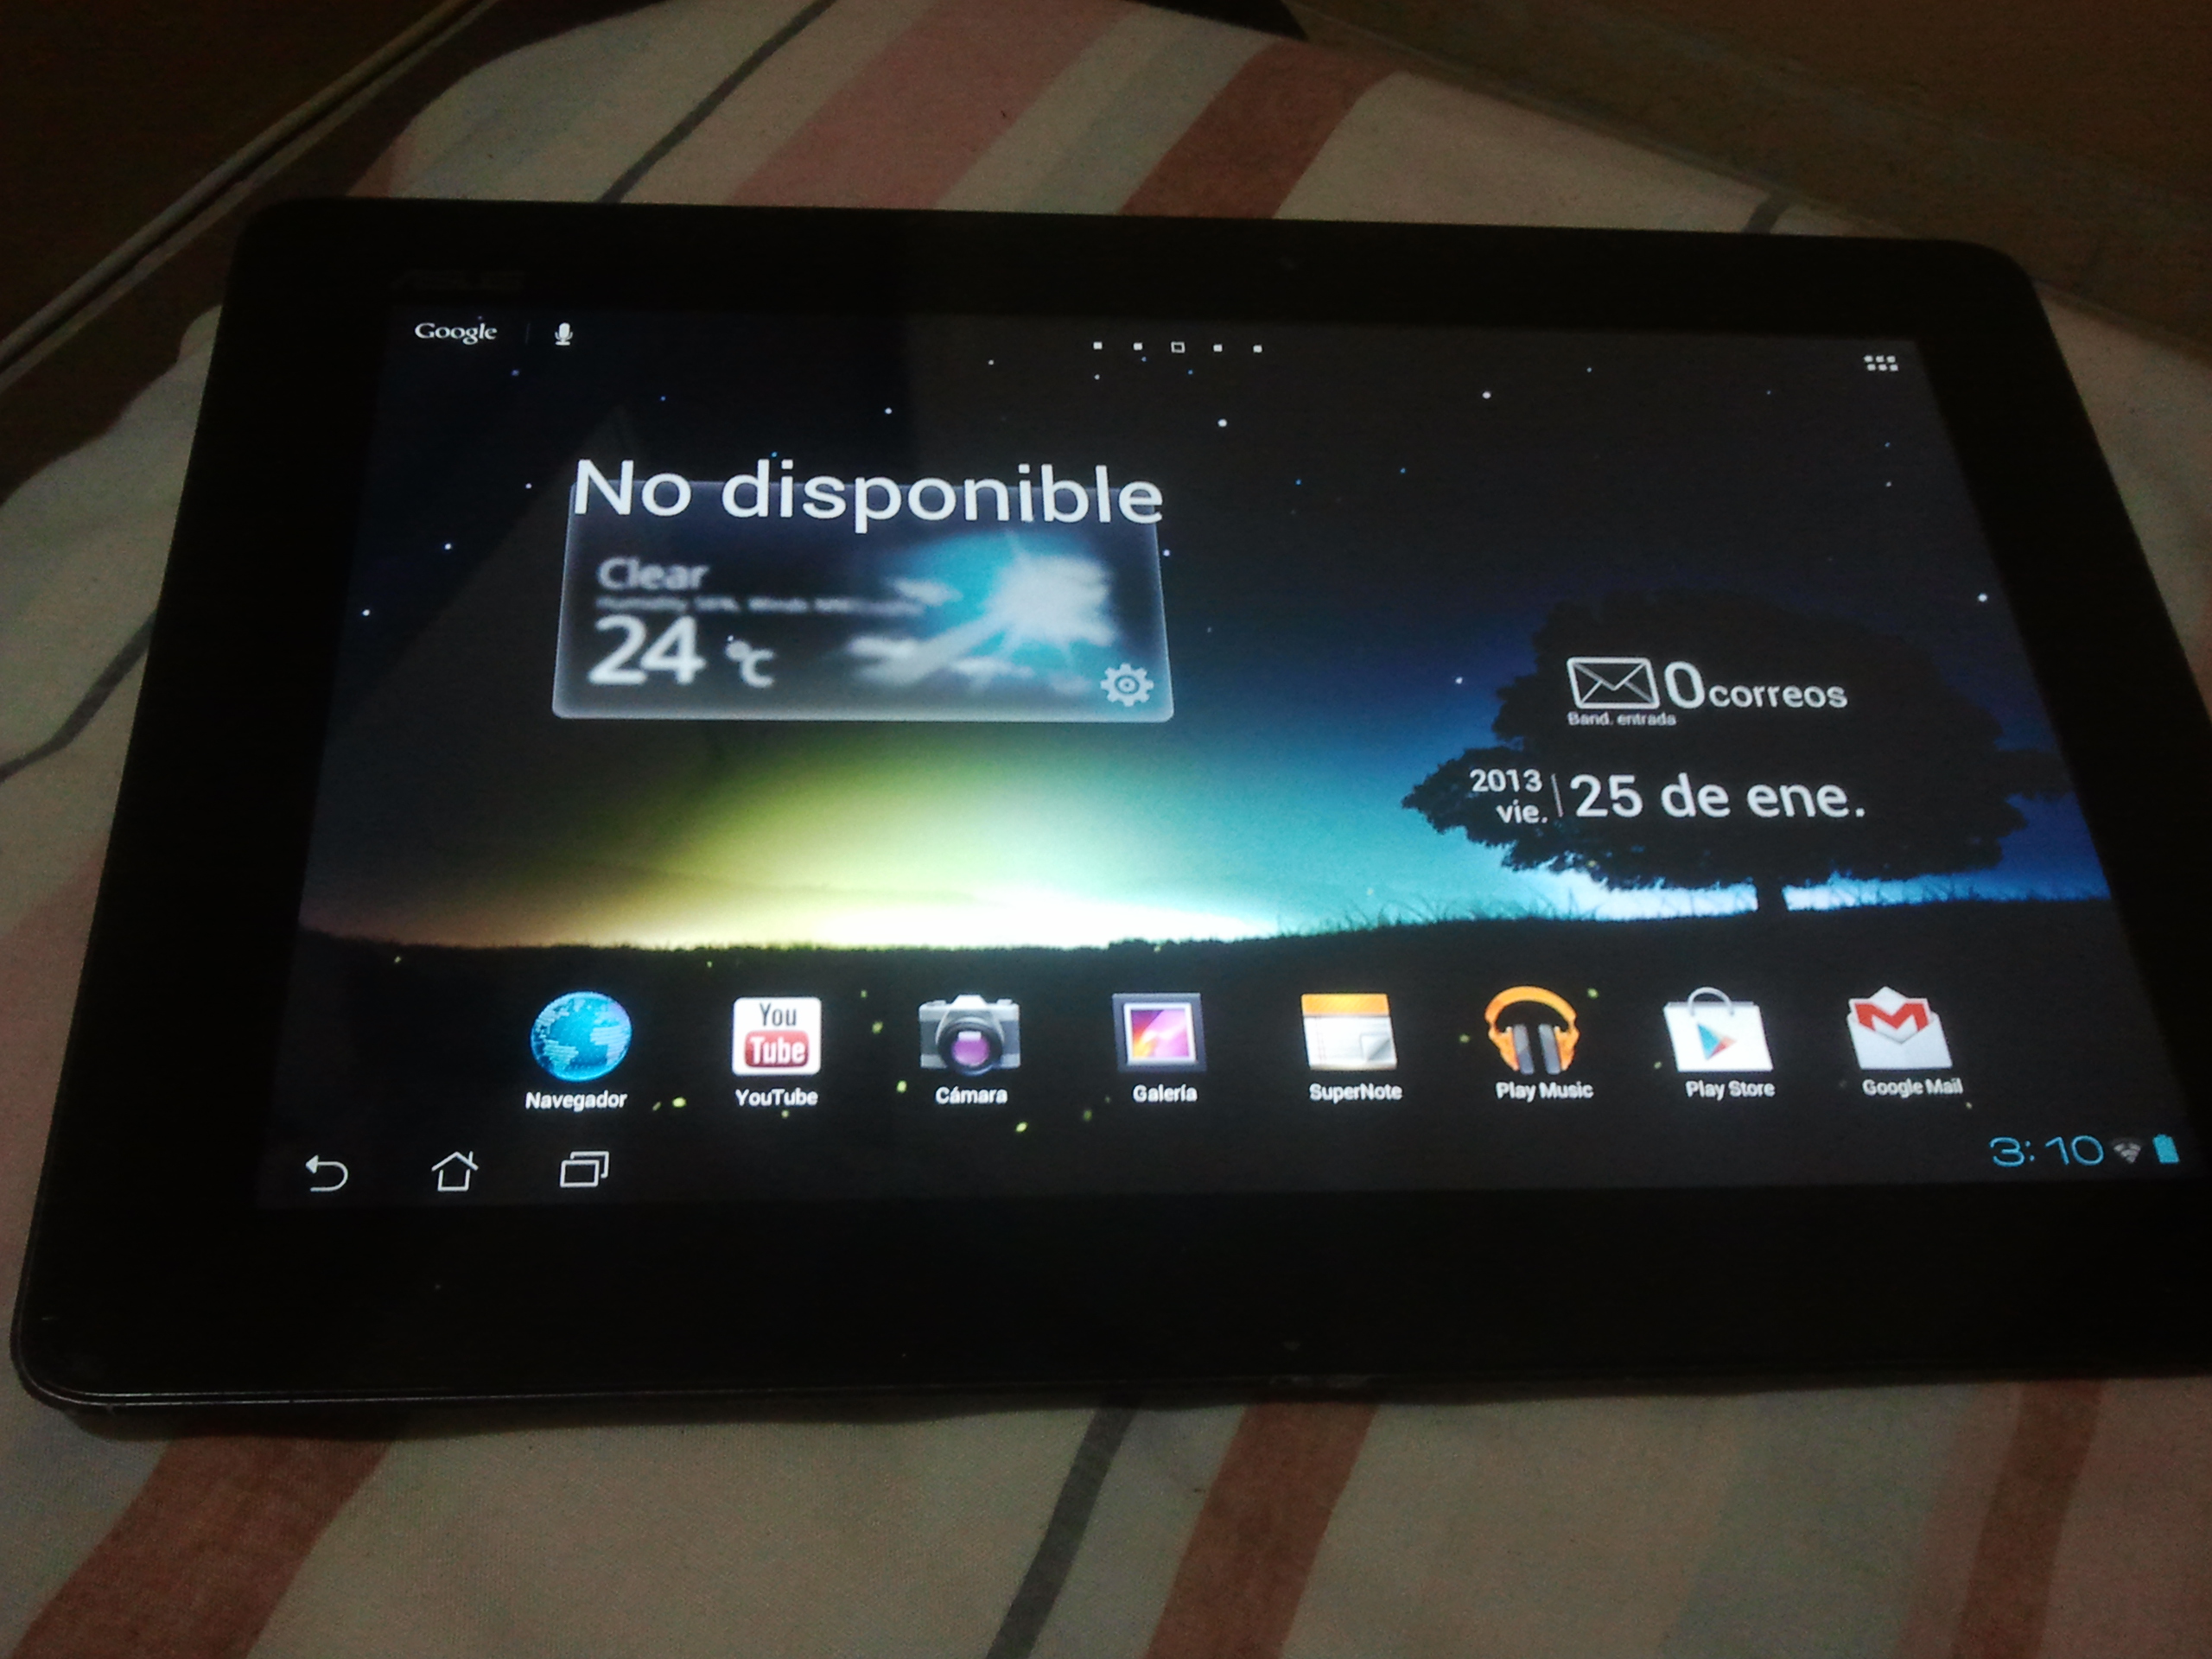 Google
No disponible
Clear
24 °C
0 correos
Band. entrada
2013
vie.
25 de ene.
You
Tube
Navegador
YouTube
Cámara
Galería
SuperNote
Play Music
Play Store
Google Mail
3:10